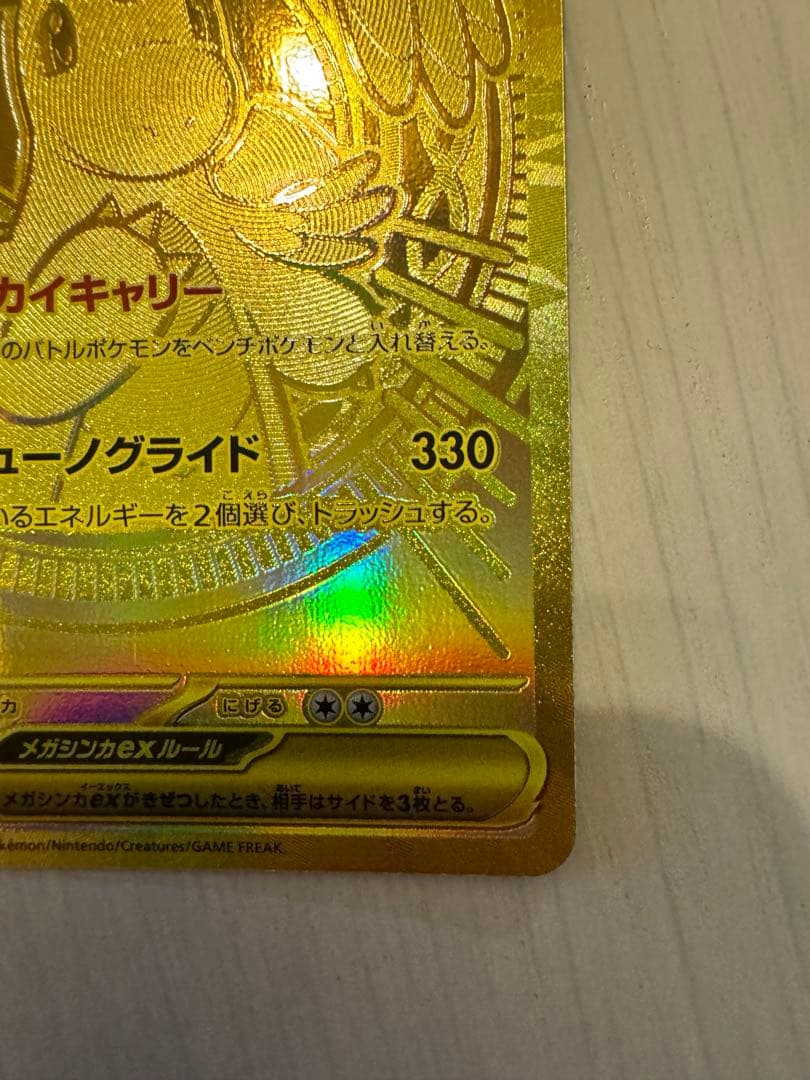 カイキャリー
のバトルポケモンをベンチポケモンと入れ替える。
ューノグライド 330
いるエネルギーを2個選び、トラッシュする。
カ にげる
メガシンカexルール
メガシンカexがきぜつしたとき、相手はサイドを3枚とる。
kémon/Nintendo/Creatures/GAME FREAK.